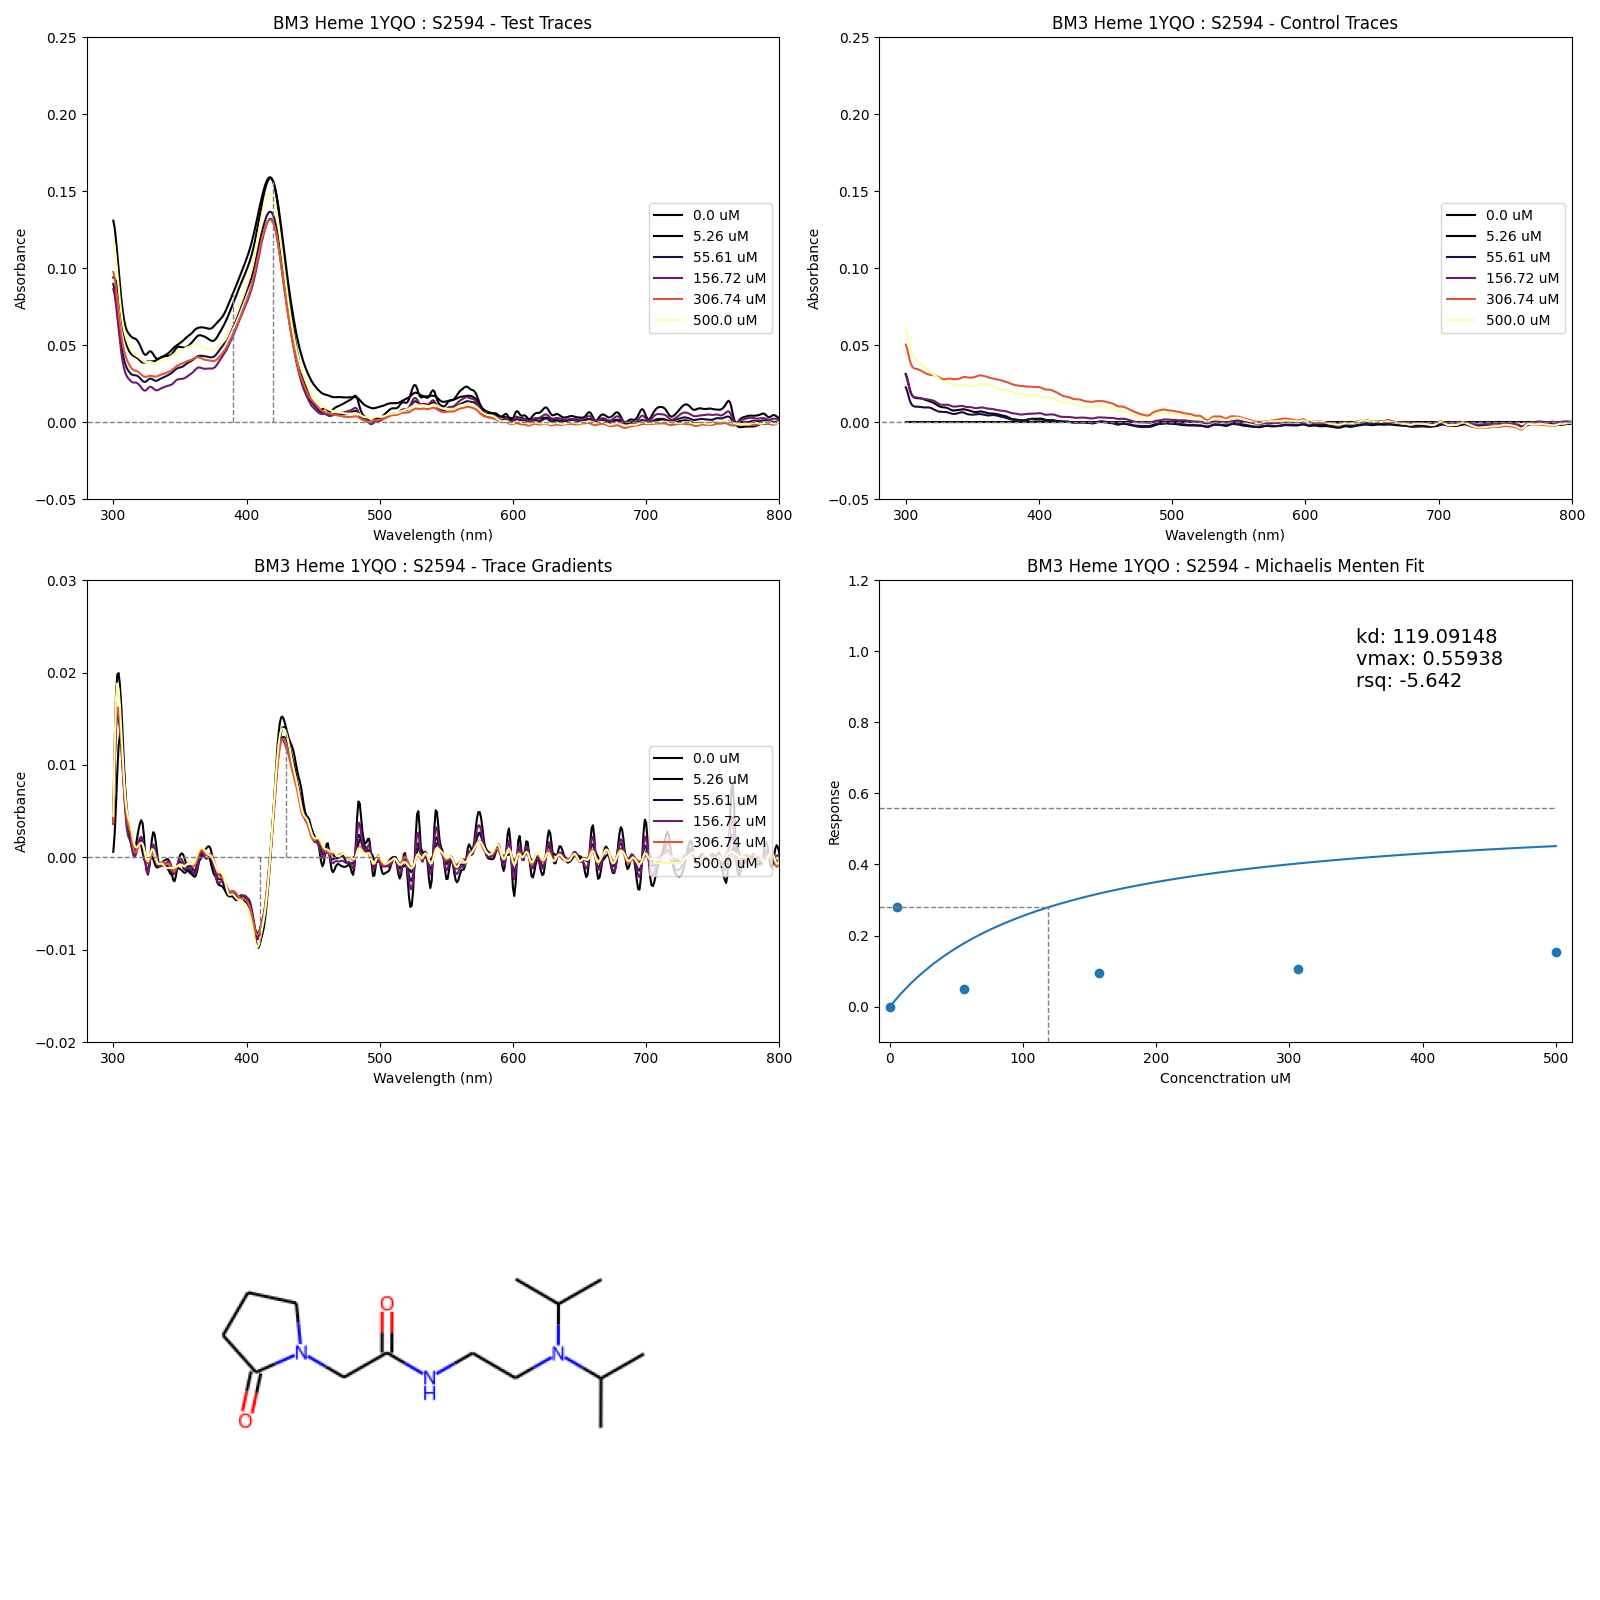 BM3 Heme 1YQO : S2594 - Test Traces
0.25
0.20
0.15
0.10
0.05
0.00
−0.05
Absorbance
300 400 500 600 700 800
Wavelength (nm)
0.0 uM
5.26 uM
55.61 uM
156.72 uM
306.74 uM
500.0 uM
BM3 Heme 1YQO : S2594 - Control Traces
0.25
0.20
0.15
0.10
0.05
0.00
−0.05
Absorbance
300 400 500 600 700 800
Wavelength (nm)
0.0 uM
5.26 uM
55.61 uM
156.72 uM
306.74 uM
500.0 uM
BM3 Heme 1YQO : S2594 - Trace Gradients
0.03
0.02
0.01
0.00
−0.01
−0.02
Absorbance
300 400 500 600 700 800
Wavelength (nm)
0.0 uM
5.26 uM
55.61 uM
156.72 uM
306.74 uM
500.0 uM
BM3 Heme 1YQO : S2594 - Michaelis Menten Fit
1.2
1.0
0.8
0.6
0.4
0.2
0.0
Response
kd: 119.09148
vmax: 0.55938
rsq: -5.642
0 100 200 300 400 500
Concenctration uM
O
N
N
N
H
O